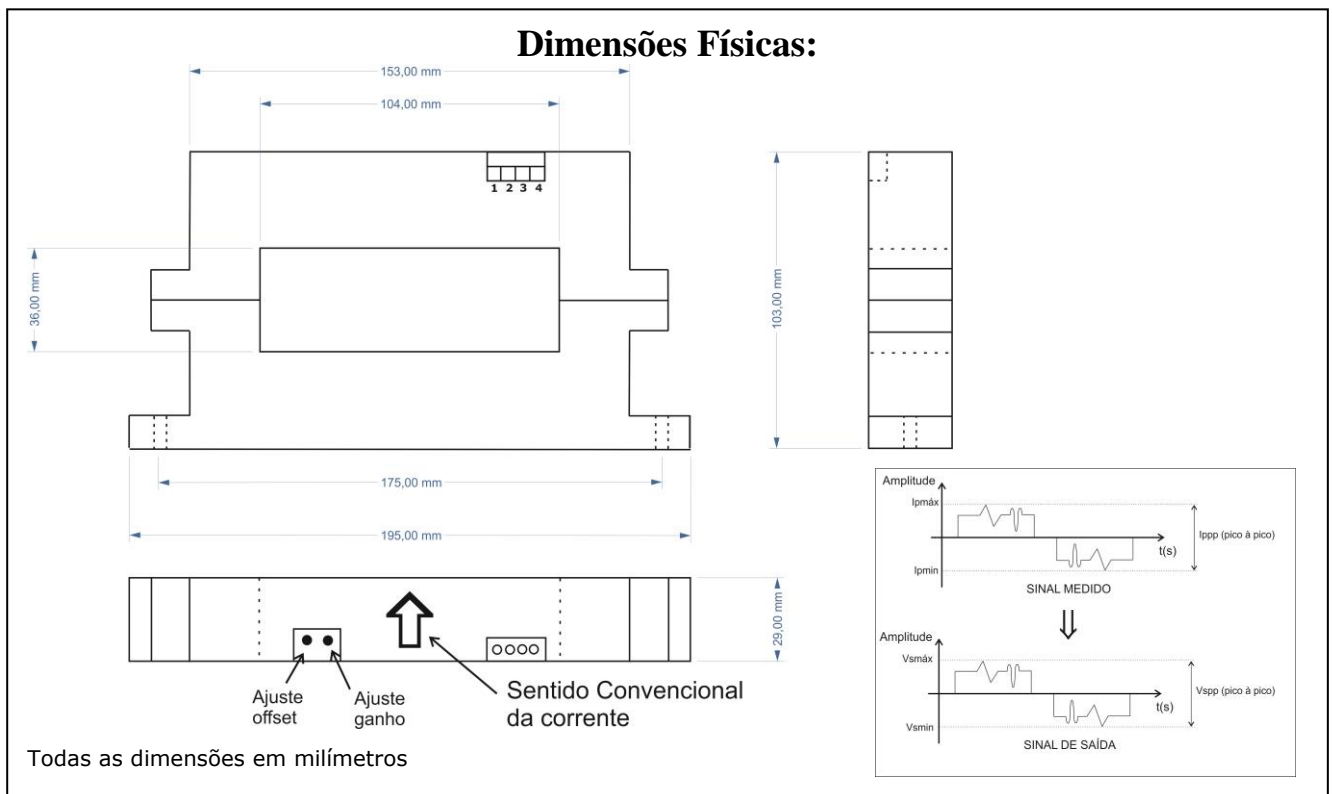 Dimensões Físicas:
153,00 mm
104,00 mm
1 2 3 4
36,00 mm
103,00 mm
175,00 mm
195,00 mm
29,00 mm
Ajuste
offset
Ajuste
ganho
Sentido Convencional
da corrente
Todas as dimensões em milímetros
Amplitude
Ipmáx
Ipmin
t(s)
Ippp (pico à pico)
SINAL MEDIDO
Amplitude
Vsmáx
Vsmin
t(s)
Vspp (pico à pico)
SINAL DE SAÍDA